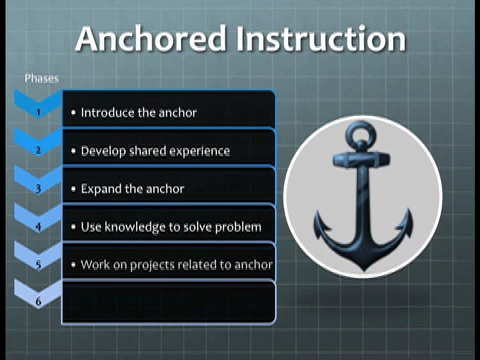 Anchored Instruction
Phases
1
• Introduce the anchor
2
• Develop shared experience
3
• Expand the anchor
4
• Use knowledge to solve problem
5
• Work on projects related to anchor
6